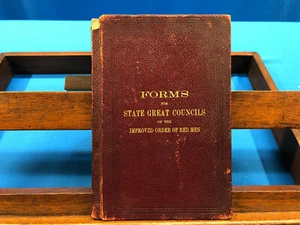 FORMS
FOR
STATE GREAT COUNCILS
OF THE
IMPROVED ORDER OF RED MEN